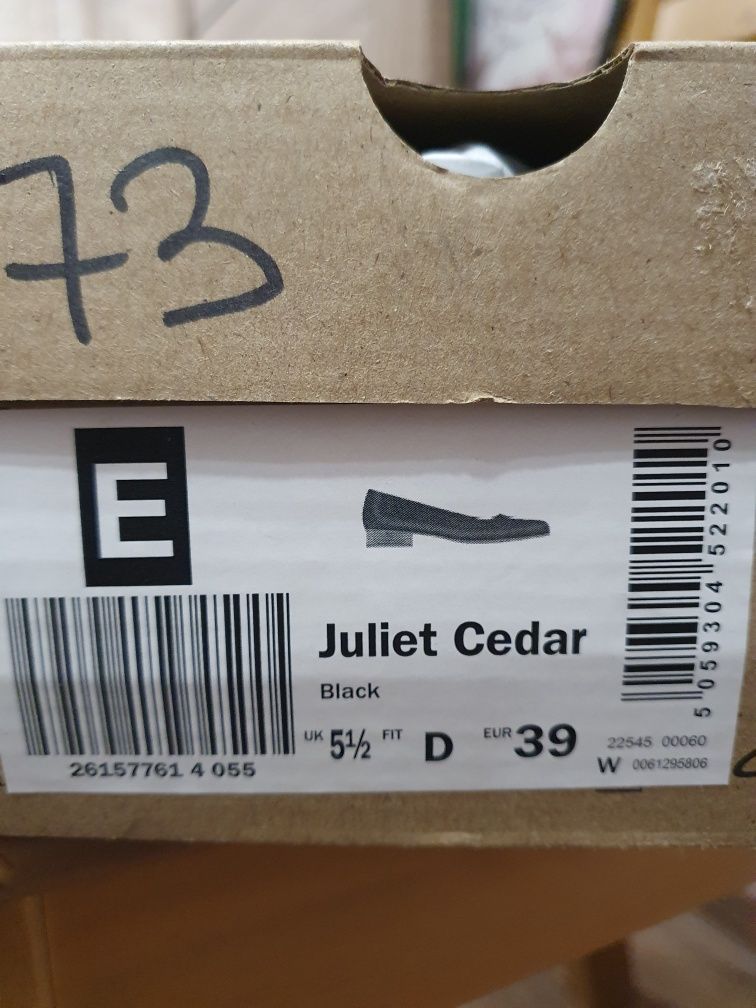 73
E
Juliet Cedar
Black
UK 5½ FIT D EUR 39
26157761 4 055
5 059304 522010
22545 00060
W 0061295806